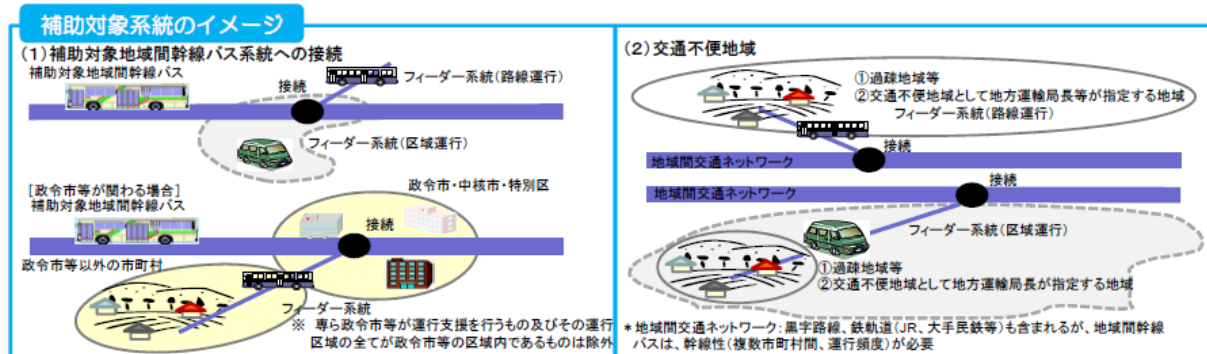 補助対象系統のイメージ
(1)補助対象地域間幹線バス系統への接続
補助対象地域間幹線バス
接続
フィーダー系統(路線運行)
フィーダー系統(区域運行)
[政令市等が関わる場合]
補助対象地域間幹線バス
政令市・中核市・特別区
接続
政令市等以外の市町村
フィーダー系統
※ 専ら政令市等が運行支援を行うもの及びその運行
区域の全てが政令市等の区域内であるものは除外
(2)交通不便地域
①過疎地域等
②交通不便地域として地方運輸局長等が指定する地域
フィーダー系統(路線運行)
接続
地域間交通ネットワーク
地域間交通ネットワーク
接続
フィーダー系統(区域運行)
①過疎地域等
②交通不便地域として地方運輸局長が指定する地域
*地域間交通ネットワーク:黒字路線、鉄軌道(JR、大手民鉄等)も含まれるが、地域間幹線
バスは、幹線性(複数市町村間、運行頻度)が必要